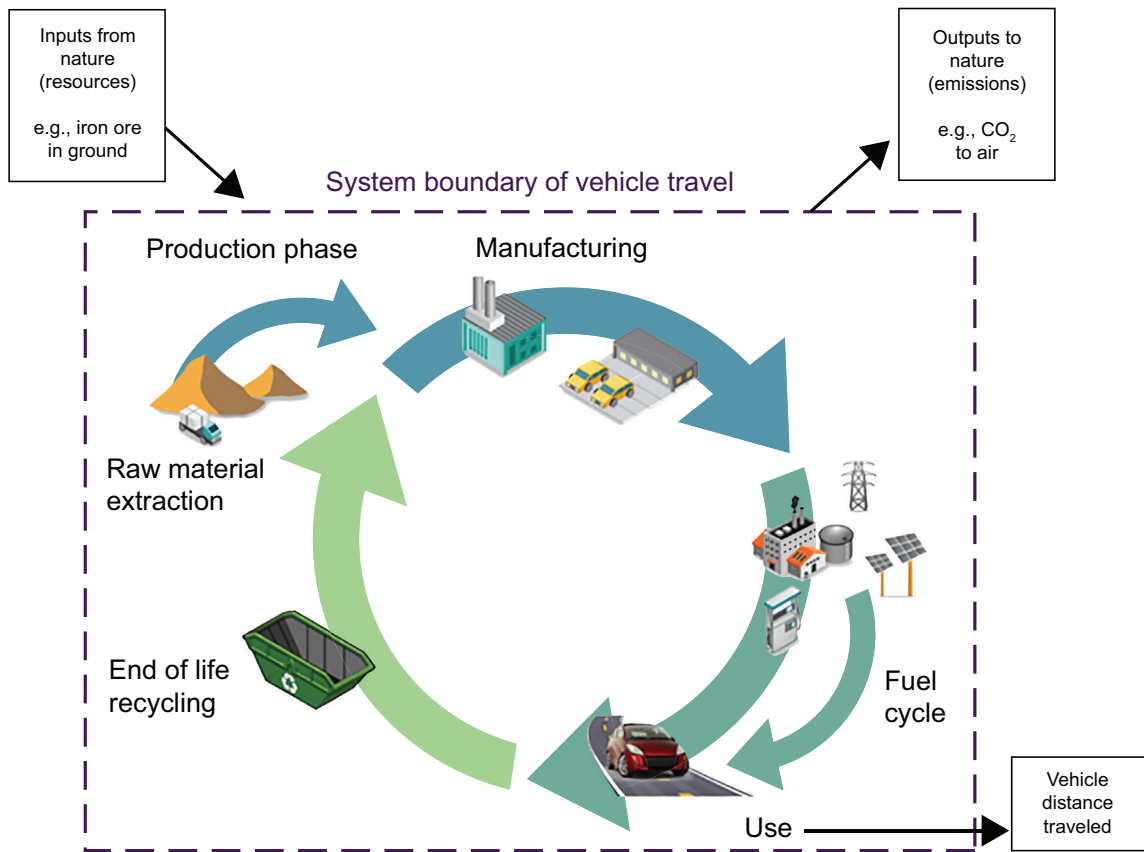 Inputs from
nature
(resources)
e.g., iron ore
in ground
Outputs to
nature
(emissions)
e.g., CO₂
to air
System boundary of vehicle travel
Production phase
Manufacturing
Raw material
extraction
End of life
recycling
Fuel
cycle
Use
Vehicle
distance
traveled